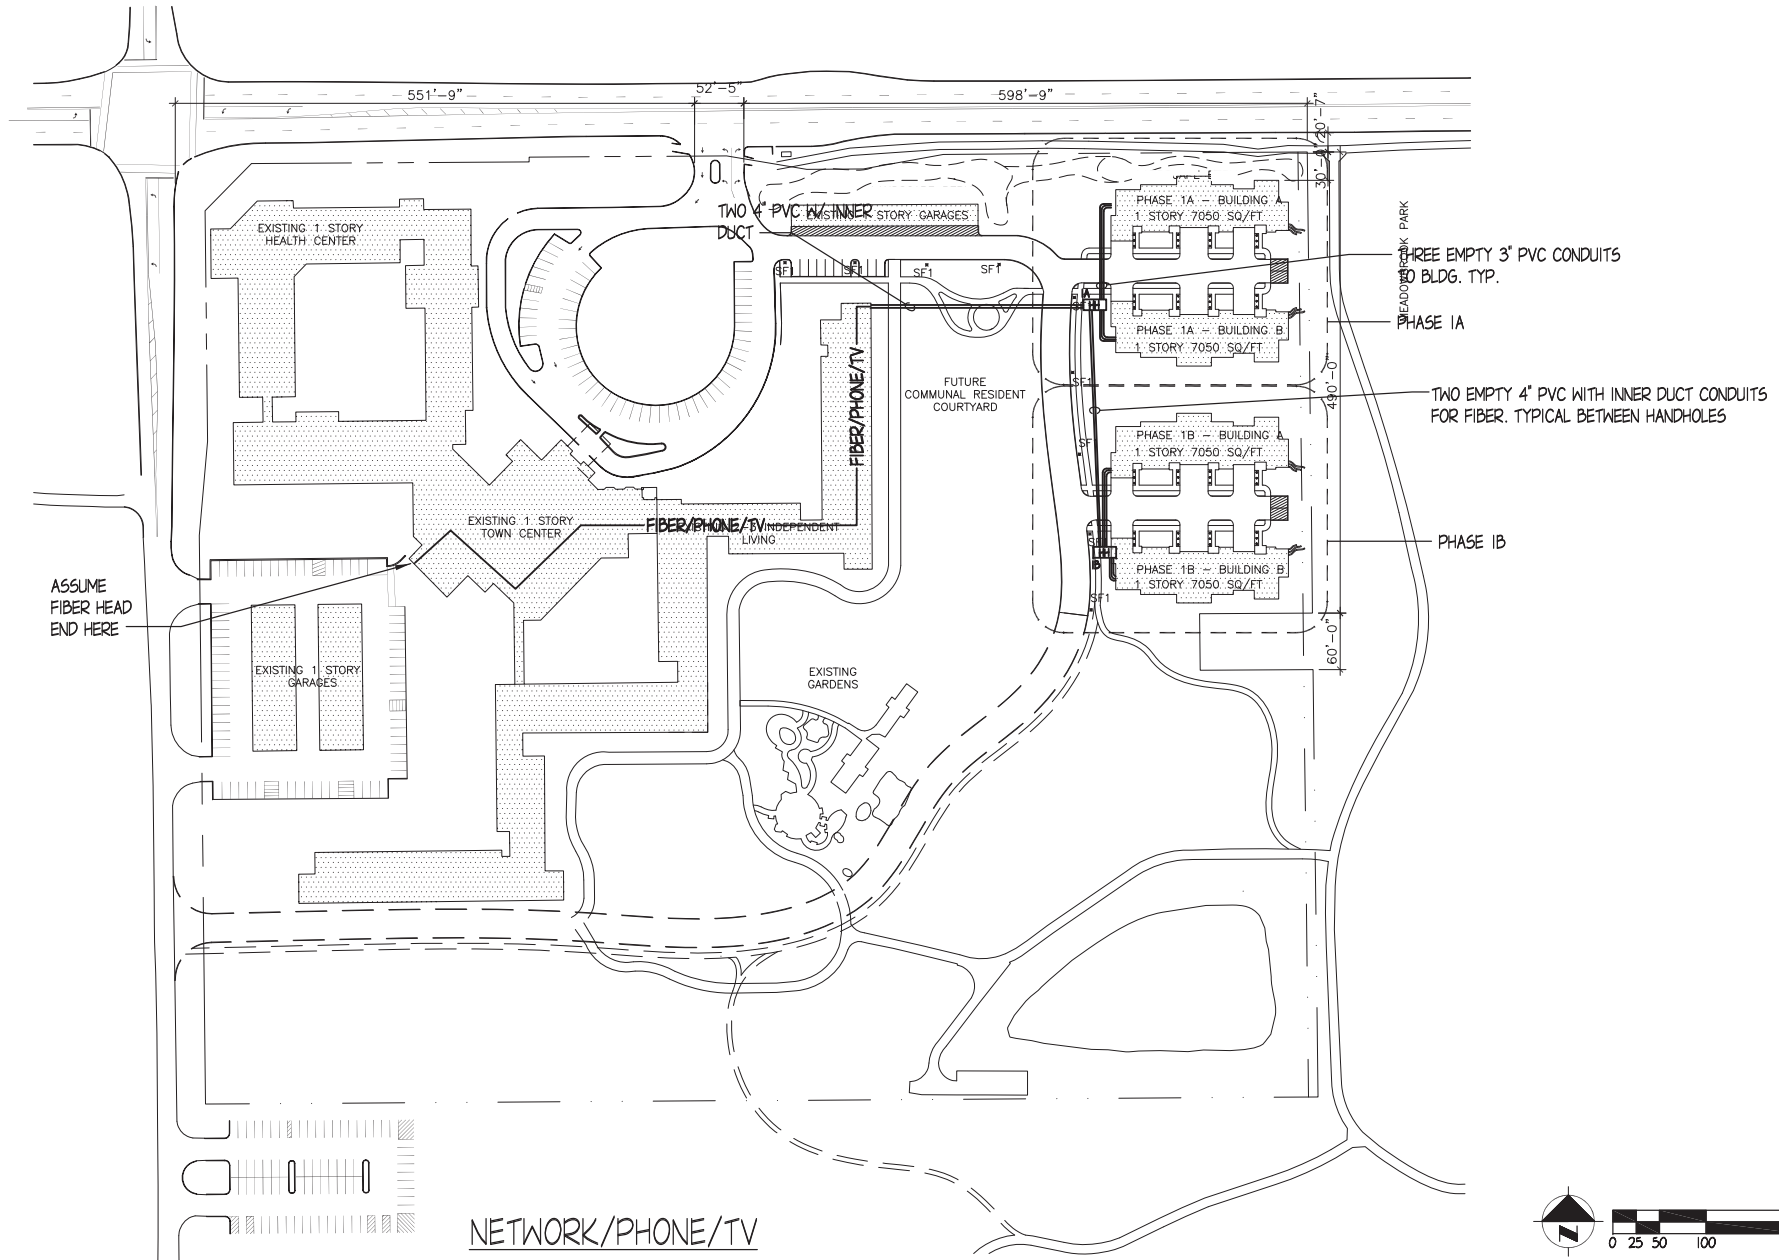 551'-9"
52'-5"
598'-9"
20'-7"
30'-0"
EXISTING 1 STORY
HEALTH CENTER
TWO 4" PVC W/ INNER
DUCT
EXISTING 1 STORY GARAGES
PHASE 1A - BUILDING A
1 STORY 7050 SQ/FT
MEADOWBROOK PARK
THREE EMPTY 3" PVC CONDUITS
TO BLDG. TYP.
SF1
SF1
SF1
SF1
A
SF1
PHASE 1A
PHASE 1A - BUILDING B
1 STORY 7050 SQ/FT
FIBER/PHONE/TV
FUTURE
COMMUNAL RESIDENT
COURTYARD
SF1
490'-0"
TWO EMPTY 4" PVC WITH INNER DUCT CONDUITS
FOR FIBER. TYPICAL BETWEEN HANDHOLES
PHASE 1B - BUILDING A
1 STORY 7050 SQ/FT
SF1
EXISTING 1 STORY
TOWN CENTER
FIBER/PHONE/TV
INDEPENDENT
LIVING
SF1
PHASE 1B
B
PHASE 1B - BUILDING B
1 STORY 7050 SQ/FT
SF1
ASSUME
FIBER HEAD
END HERE
60'-0"
EXISTING 1 STORY
GARAGES
EXISTING
GARDENS
NETWORK/PHONE/TV
N
0 25 50 100